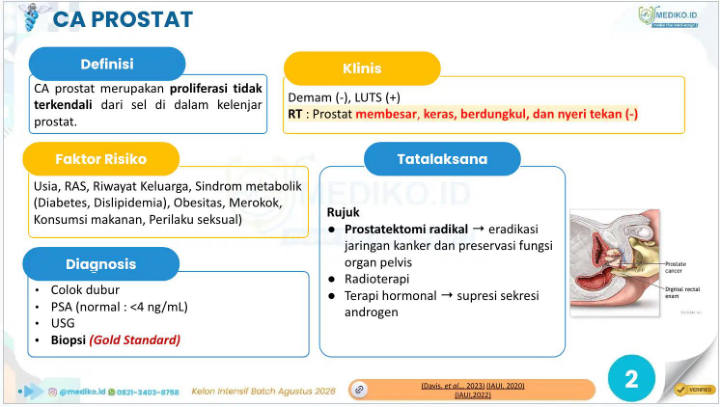 CA PROSTAT
MEDIKO.ID
Definisi
CA prostat merupakan proliferasi tidak
terkendali dari sel di dalam kelenjar
prostat.
Klinis
Demam (-), LUTS (+)
RT : Prostat membesar, keras, berdungkul, dan nyeri tekan (-)
Faktor Risiko
Usia, RAS, Riwayat Keluarga, Sindrom metabolik
(Diabetes, Dislipidemia), Obesitas, Merokok,
Konsumsi makanan, Perilaku seksual)
Tatalaksana
MEDIKO.ID
Rujuk
● Prostatektomi radikal → eradikasi
jaringan kanker dan preservasi fungsi
organ pelvis
● Radioterapi
● Terapi hormonal → supresi sekresi
androgen
Diagnosis
• Colok dubur
• PSA (normal : <4 ng/mL)
• USG
• Biopsi (Gold Standard)
Prostate
cancer
Digital rectal
exam
@mediko.id 0821-3403-8758
Kelon Intensif Batch Agustus 2026
(Davis, et al., 2023) (IAUI, 2020)
(IAUI,2022)
2
VERIFIED